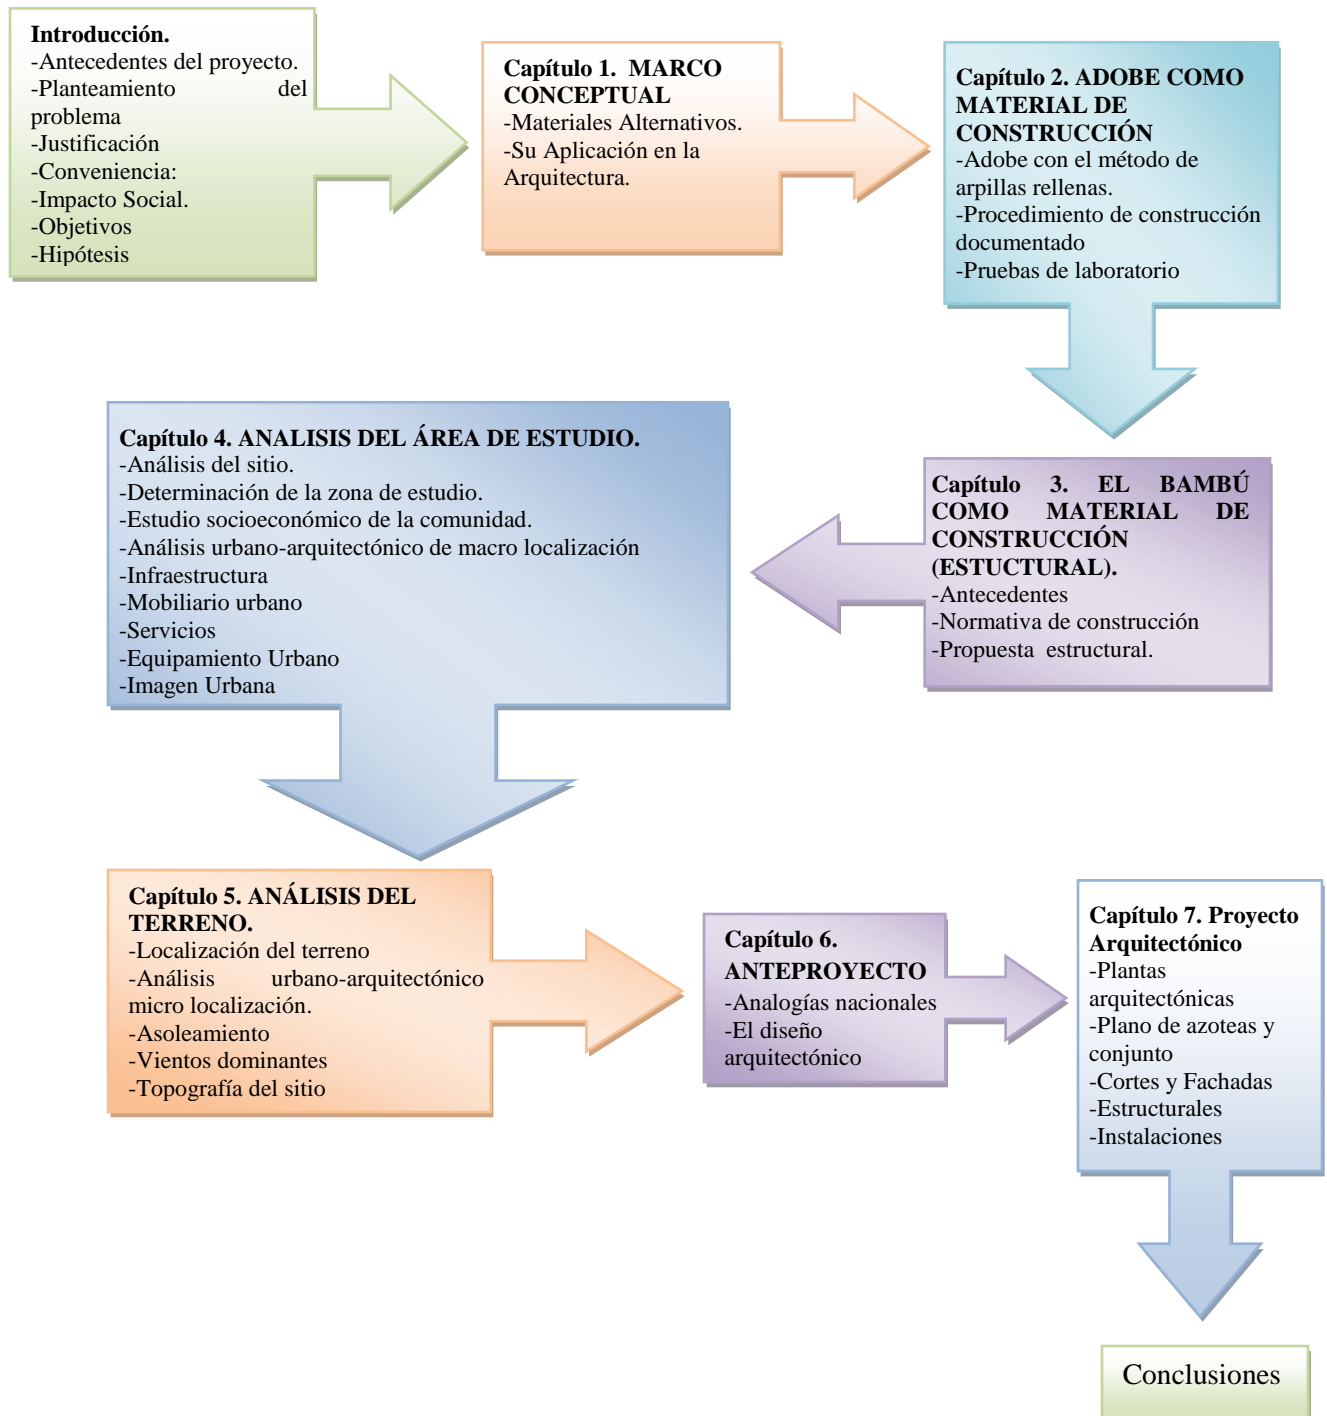 Introducción.
-Antecedentes del proyecto.
-Planteamiento del
problema
-Justificación
-Conveniencia:
-Impacto Social.
-Objetivos
-Hipótesis
Capítulo 1. MARCO
CONCEPTUAL
-Materiales Alternativos.
-Su Aplicación en la
Arquitectura.
Capítulo 2. ADOBE COMO
MATERIAL DE
CONSTRUCCIÓN
-Adobe con el método de
arpillas rellenas.
-Procedimiento de construcción
documentado
-Pruebas de laboratorio
Capítulo 3. EL BAMBÚ
COMO MATERIAL DE
CONSTRUCCIÓN
(ESTUCTURAL).
-Antecedentes
-Normativa de construcción
-Propuesta estructural.
Capítulo 4. ANALISIS DEL ÁREA DE ESTUDIO.
-Análisis del sitio.
-Determinación de la zona de estudio.
-Estudio socioeconómico de la comunidad.
-Análisis urbano-arquitectónico de macro localización
-Infraestructura
-Mobiliario urbano
-Servicios
-Equipamiento Urbano
-Imagen Urbana
Capítulo 5. ANÁLISIS DEL
TERRENO.
-Localización del terreno
-Análisis urbano-arquitectónico
micro localización.
-Asoleamiento
-Vientos dominantes
-Topografía del sitio
Capítulo 6.
ANTEPROYECTO
-Analogías nacionales
-El diseño
arquitectónico
Capítulo 7. Proyecto
Arquitectónico
-Plantas
arquitectónicas
-Plano de azoteas y
conjunto
-Cortes y Fachadas
-Estructurales
-Instalaciones
Conclusiones